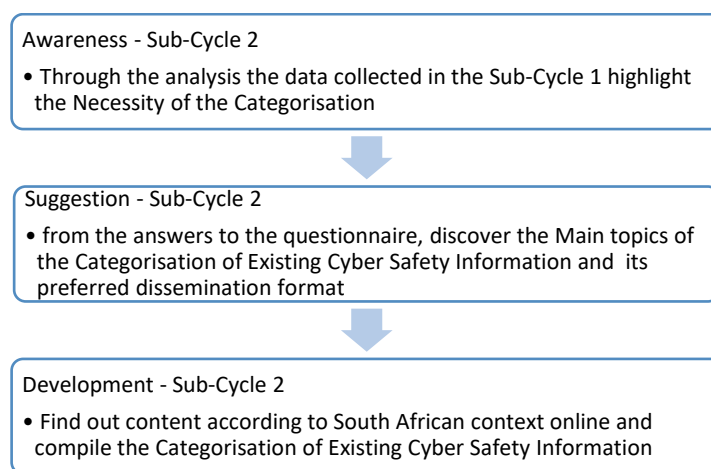 Awareness - Sub-Cycle 2
• Through the analysis the data collected in the Sub-Cycle 1 highlight
the Necessity of the Categorisation
Suggestion - Sub-Cycle 2
• from the answers to the questionnaire, discover the Main topics of
the Categorisation of Existing Cyber Safety Information and its
preferred dissemination format
Development - Sub-Cycle 2
• Find out content according to South African context online and
compile the Categorisation of Existing Cyber Safety Information